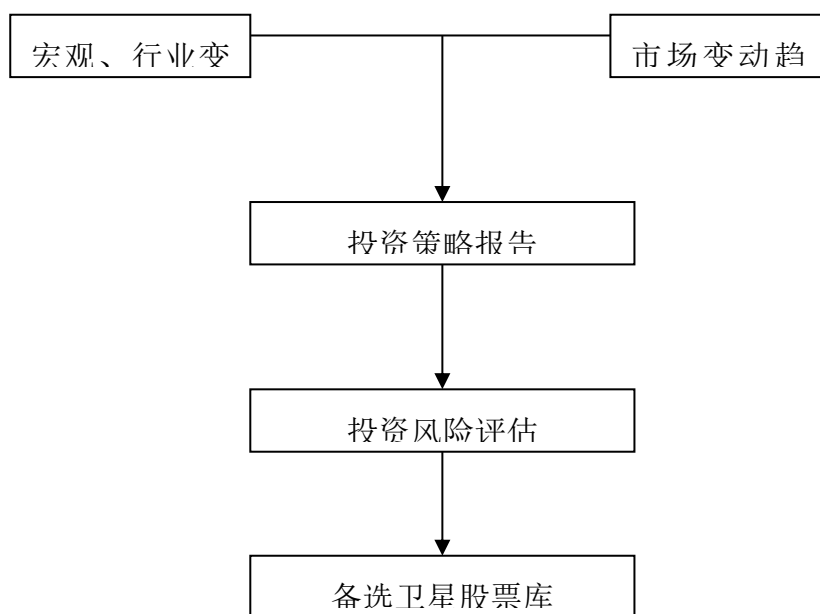 宏观、行业变
市场变动趋
投资策略报告
投资风险评估
备选卫星股票库